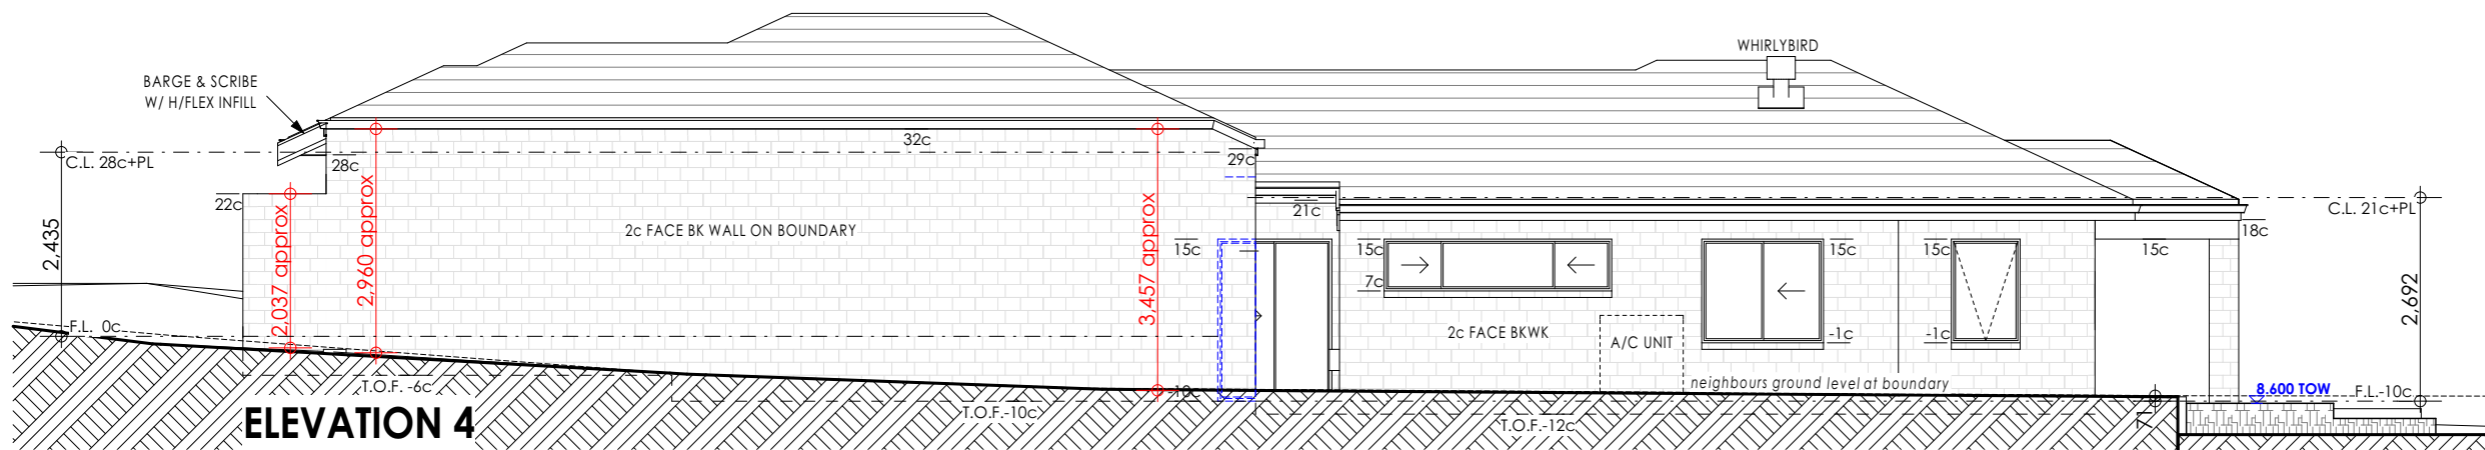 WHIRLYBIRD
BARGE & SCRIBE
W/ H/FLEX INFILL
C.L. 28c+PL
28c
32c
29c
22c
21c
C.L. 21c+PL
18c
2,435
2,037 approx
2,960 approx
2c FACE BK WALL ON BOUNDARY
3,457 approx
15c
15c
7c
15c
15c
15c
2,692
F.L. 0c
2c FACE BKWK
A/C UNIT
-1c
-1c
neighbours ground level at boundary
8.600 TOW
F.L.-10c
T.O.F. -6c
-10c
T.O.F.-10c
T.O.F.-12c
71
ELEVATION 4